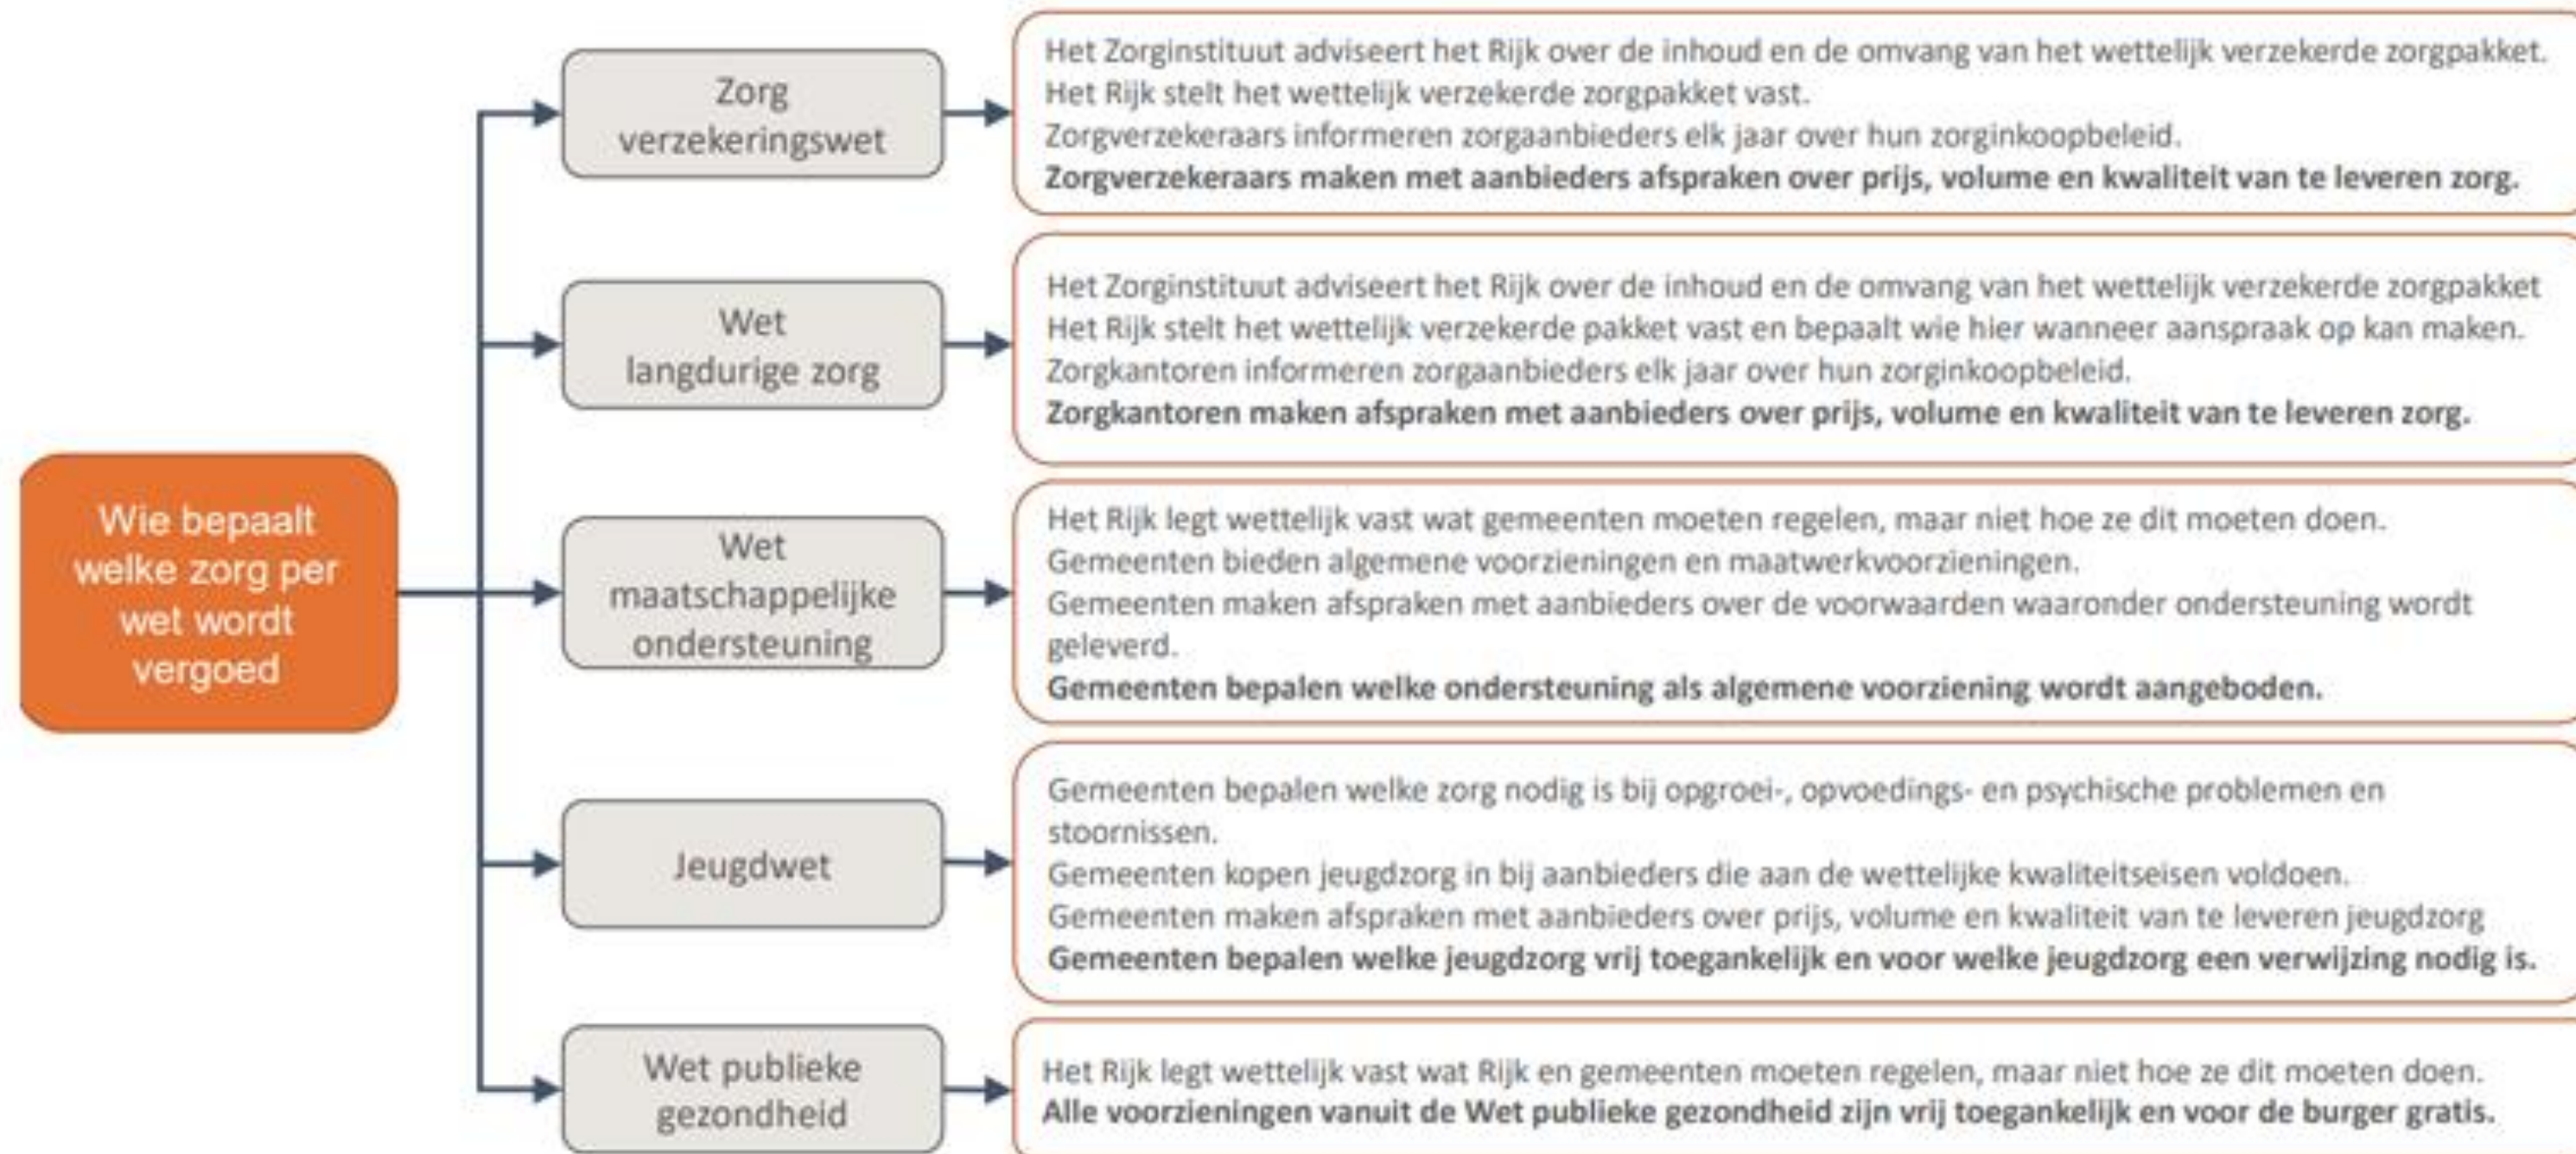 Wie bepaalt
welke zorg per
wet wordt
vergoed
Zorg
verzekeringswet
Het Zorginstituut adviseert het Rijk over de inhoud en de omvang van het wettelijk verzekerde zorgpakket.
Het Rijk stelt het wettelijk verzekerde zorgpakket vast.
Zorgverzekeraars informeren zorgaanbieders elk jaar over hun zorginkoopbeleid.
Zorgverzekeraars maken met aanbieders afspraken over prijs, volume en kwaliteit van te leveren zorg.
Wet
langdurige zorg
Het Zorginstituut adviseert het Rijk over de inhoud en de omvang van het wettelijk verzekerde zorgpakket
Het Rijk stelt het wettelijk verzekerde pakket vast en bepaalt wie hier wanneer aanspraak op kan maken.
Zorgkantoren informeren zorgaanbieders elk jaar over hun zorginkoopbeleid.
Zorgkantoren maken afspraken met aanbieders over prijs, volume en kwaliteit van te leveren zorg.
Wet
maatschappelijke
ondersteuning
Het Rijk legt wettelijk vast wat gemeenten moeten regelen, maar niet hoe ze dit moeten doen.
Gemeenten bieden algemene voorzieningen en maatwerkvoorzieningen.
Gemeenten maken afspraken met aanbieders over de voorwaarden waaronder ondersteuning wordt
geleverd.
Gemeenten bepalen welke ondersteuning als algemene voorziening wordt aangeboden.
Jeugdwet
Gemeenten bepalen welke zorg nodig is bij opgroei-, opvoedings- en psychische problemen en
stoornissen.
Gemeenten kopen jeugdzorg in bij aanbieders die aan de wettelijke kwaliteitseisen voldoen.
Gemeenten maken afspraken met aanbieders over prijs, volume en kwaliteit van te leveren jeugdzorg
Gemeenten bepalen welke jeugdzorg vrij toegankelijk en voor welke jeugdzorg een verwijzing nodig is.
Wet publieke
gezondheid
Het Rijk legt wettelijk vast wat Rijk en gemeenten moeten regelen, maar niet hoe ze dit moeten doen.
Alle voorzieningen vanuit de Wet publieke gezondheid zijn vrij toegankelijk en voor de burger gratis.